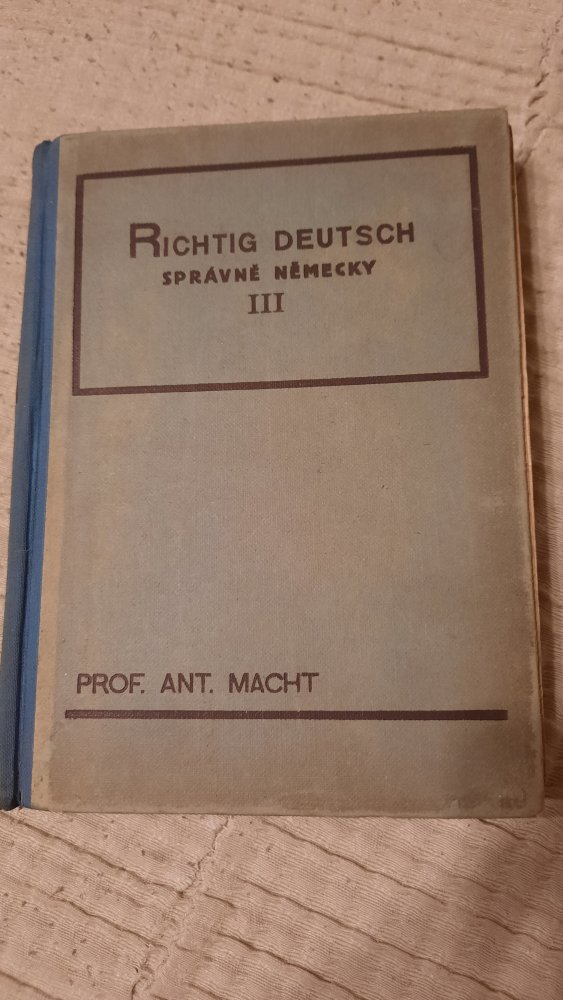 RICHTIG DEUTSCH
SPRÁVNĚ NĚMECKY
III
PROF. ANT. MACHT